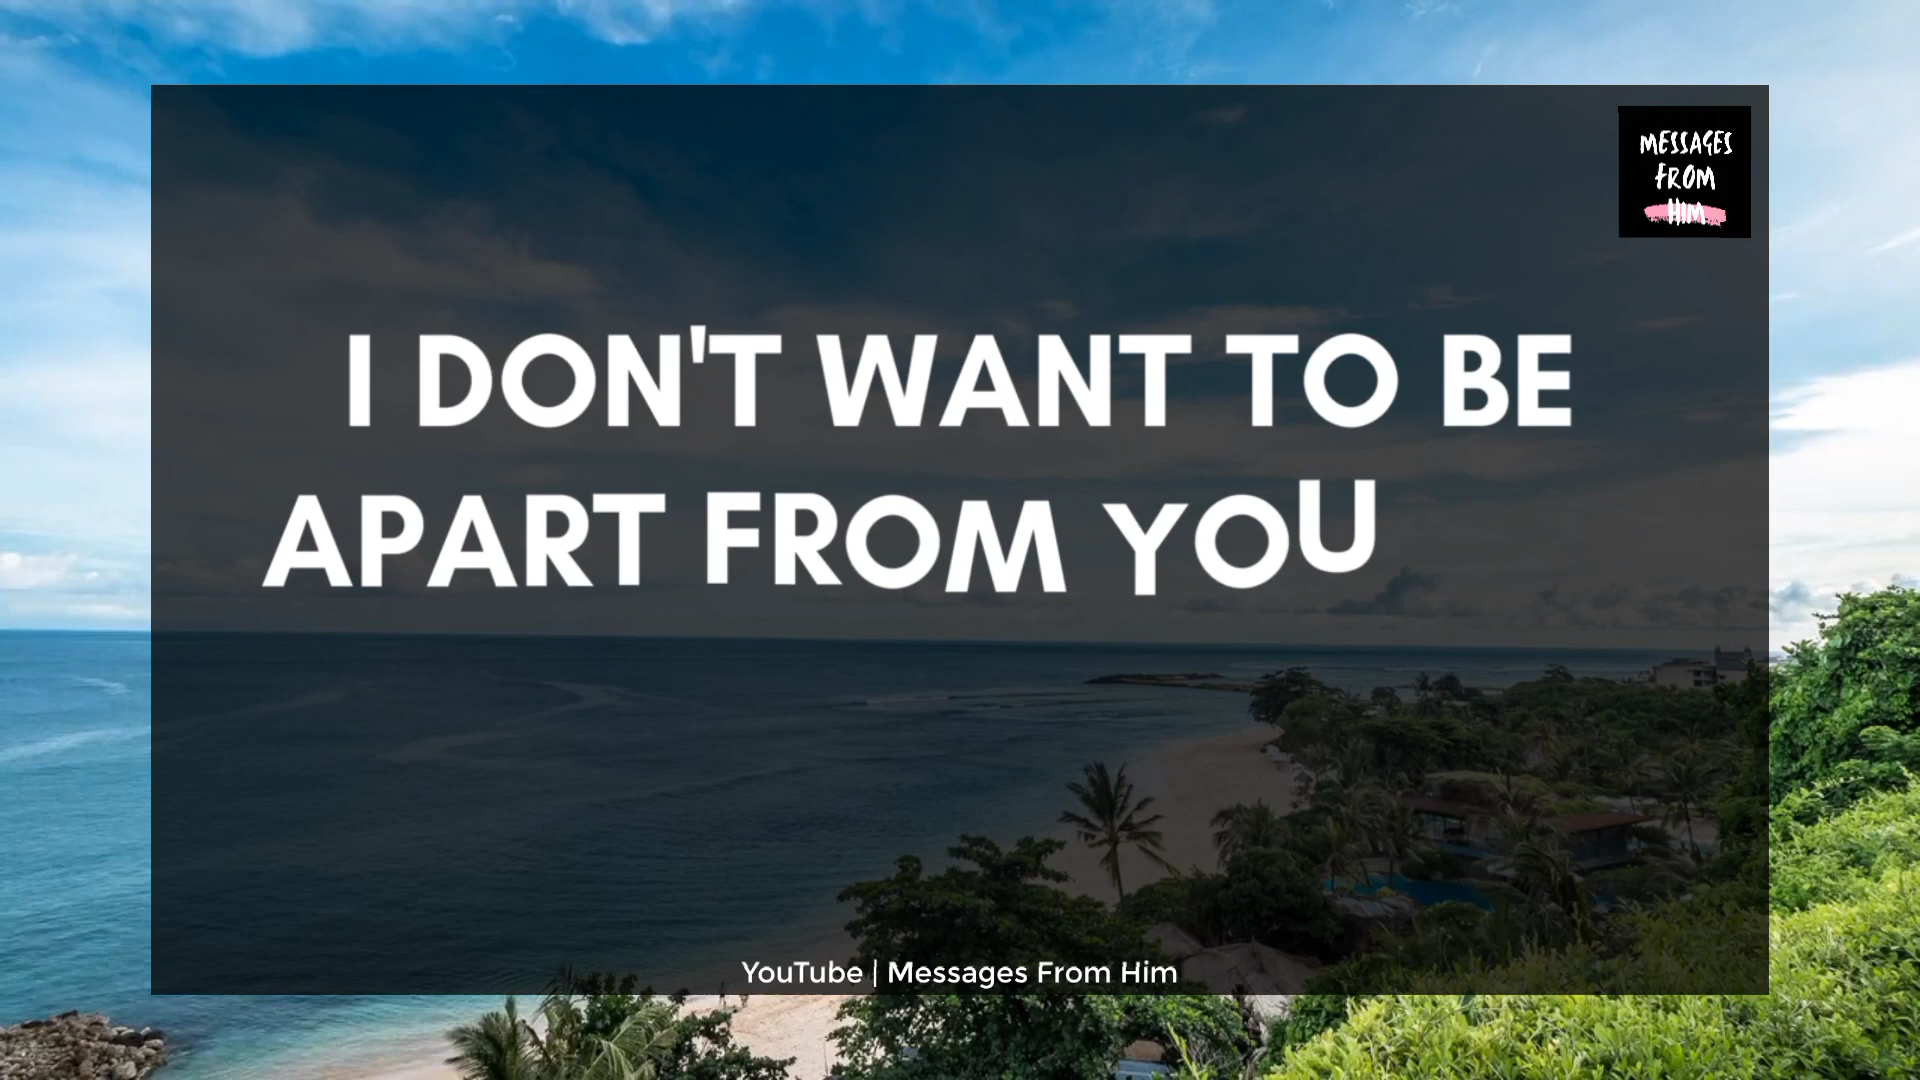 MESSAGES
FROM
HIM
I DON'T WANT TO BE
APART FROM YOU
YouTube | Messages From Him